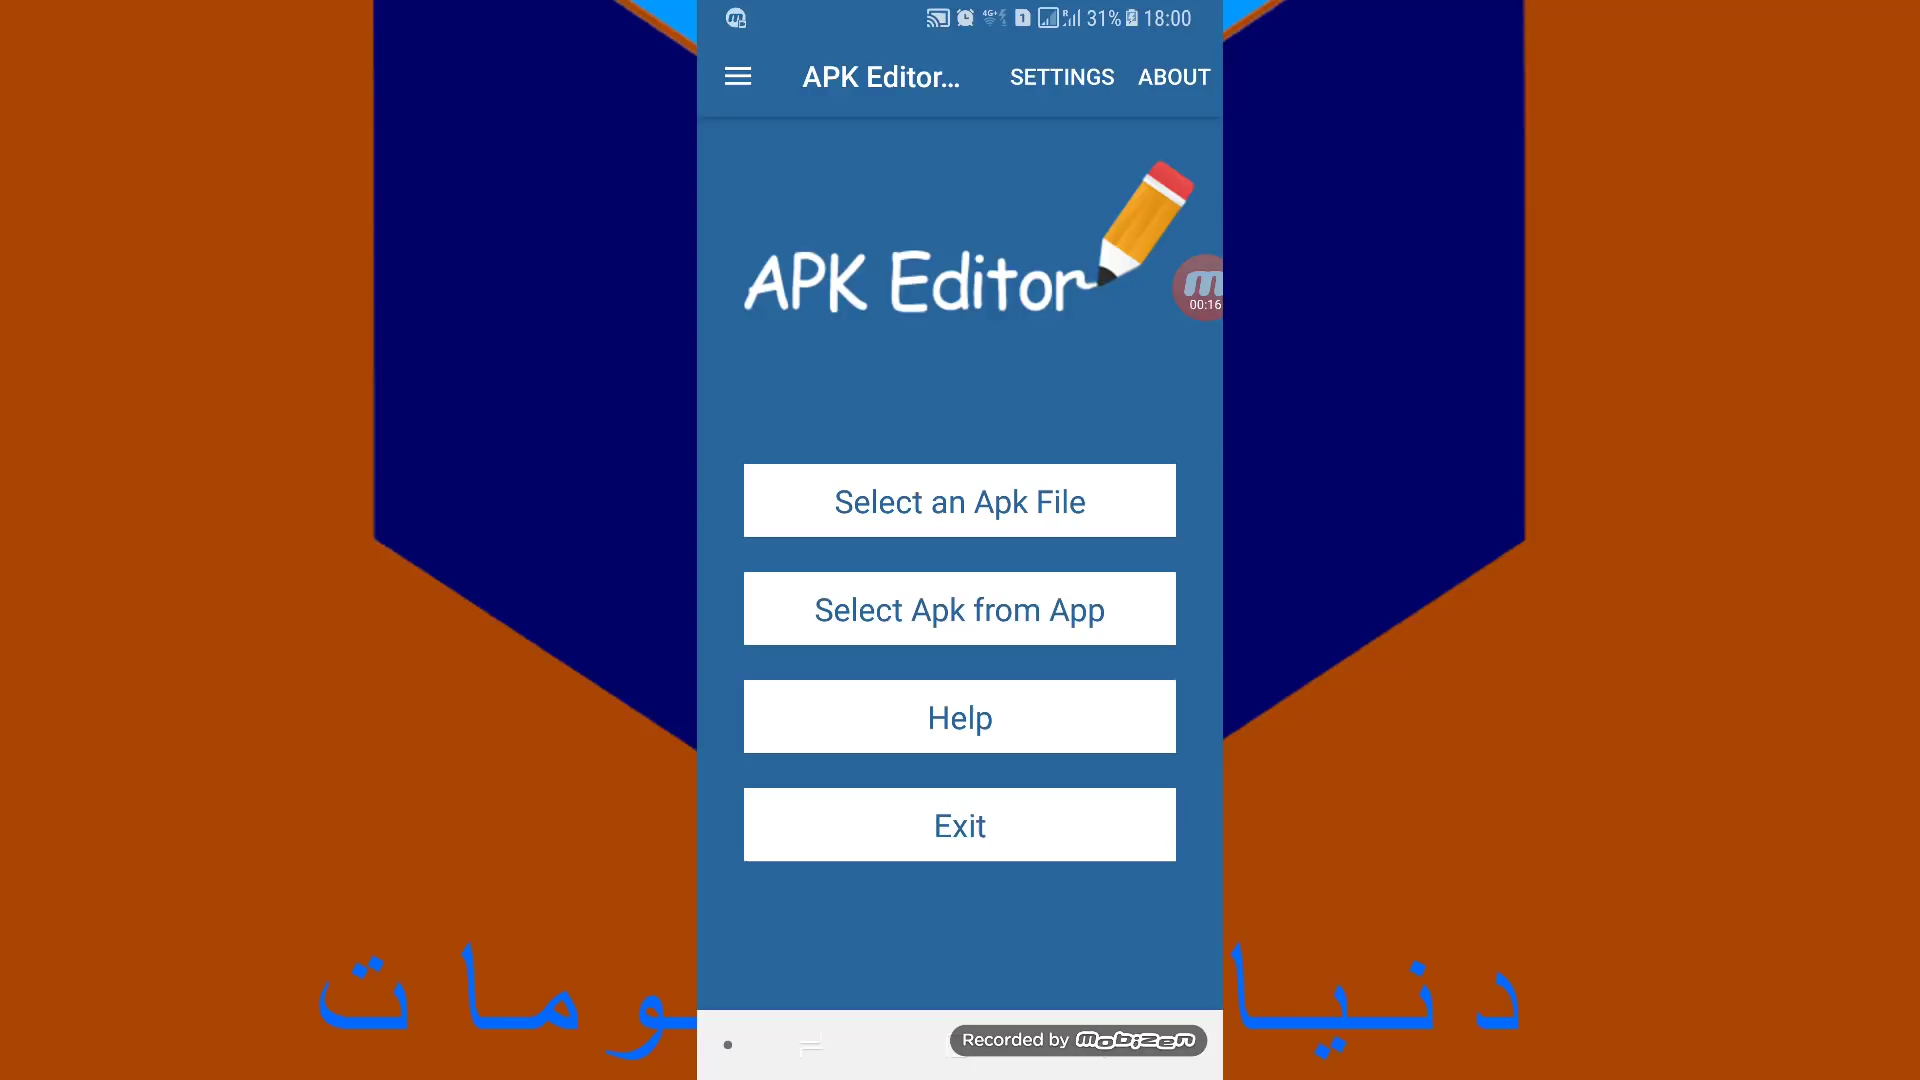 31% 18:00
APK Editor... SETTINGS ABOUT
APK Editor
00:16
Select an Apk File
Select Apk from App
Help
Exit
دنيا
ومات
Recorded by mobizen